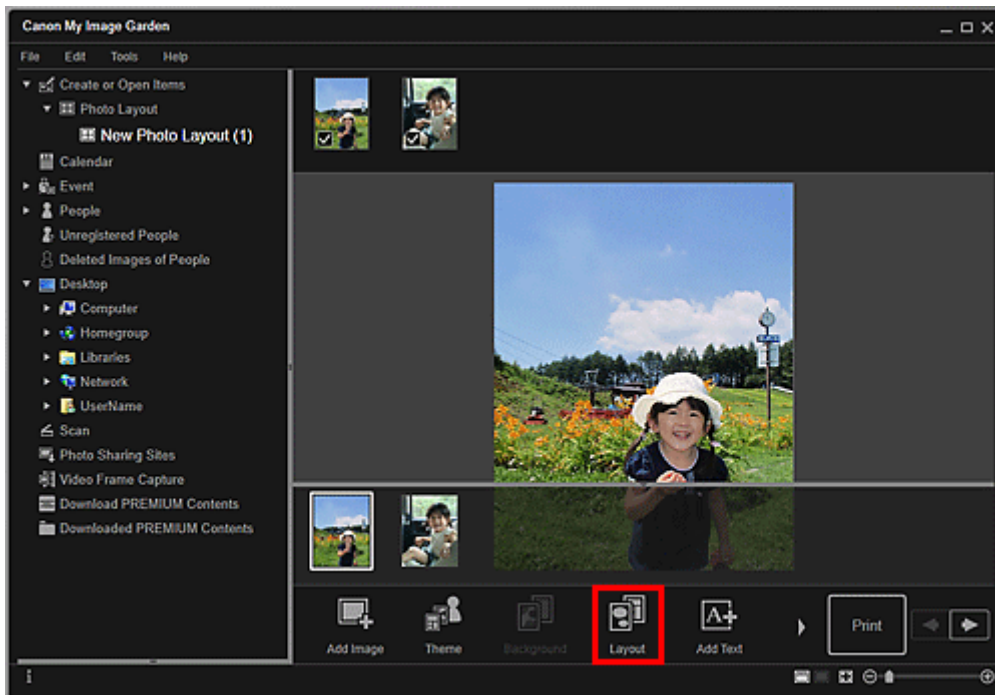 Canon My Image Garden
File Edit Tools Help
Create or Open Items
Photo Layout
New Photo Layout (1)
Calendar
Event
People
Unregistered People
Deleted Images of People
Desktop
Computer
Homegroup
Libraries
Network
UserName
Scan
Photo Sharing Sites
Video Frame Capture
Download PREMIUM Contents
Downloaded PREMIUM Contents
Add Image Theme Background Layout Add Text Print